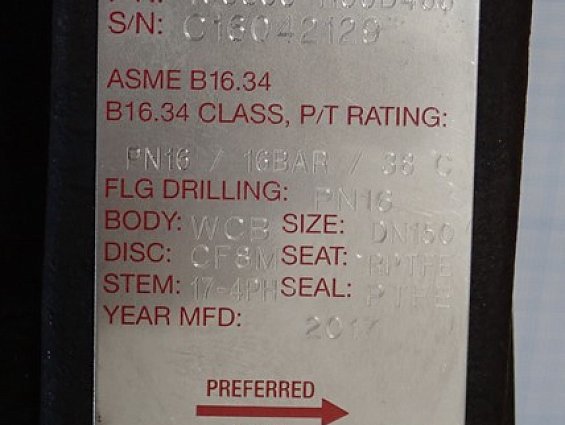 S/N: C16042129
ASME B16.34
B16.34 CLASS, P/T RATING:
PN16 / 16BAR / 38 °C
FLG DRILLING: PN16
BODY: WCB SIZE: DN150
DISC: CF8M SEAT: RPTFE
STEM: 17-4PH SEAL: PTFE
YEAR MFD: 2017
PREFERRED